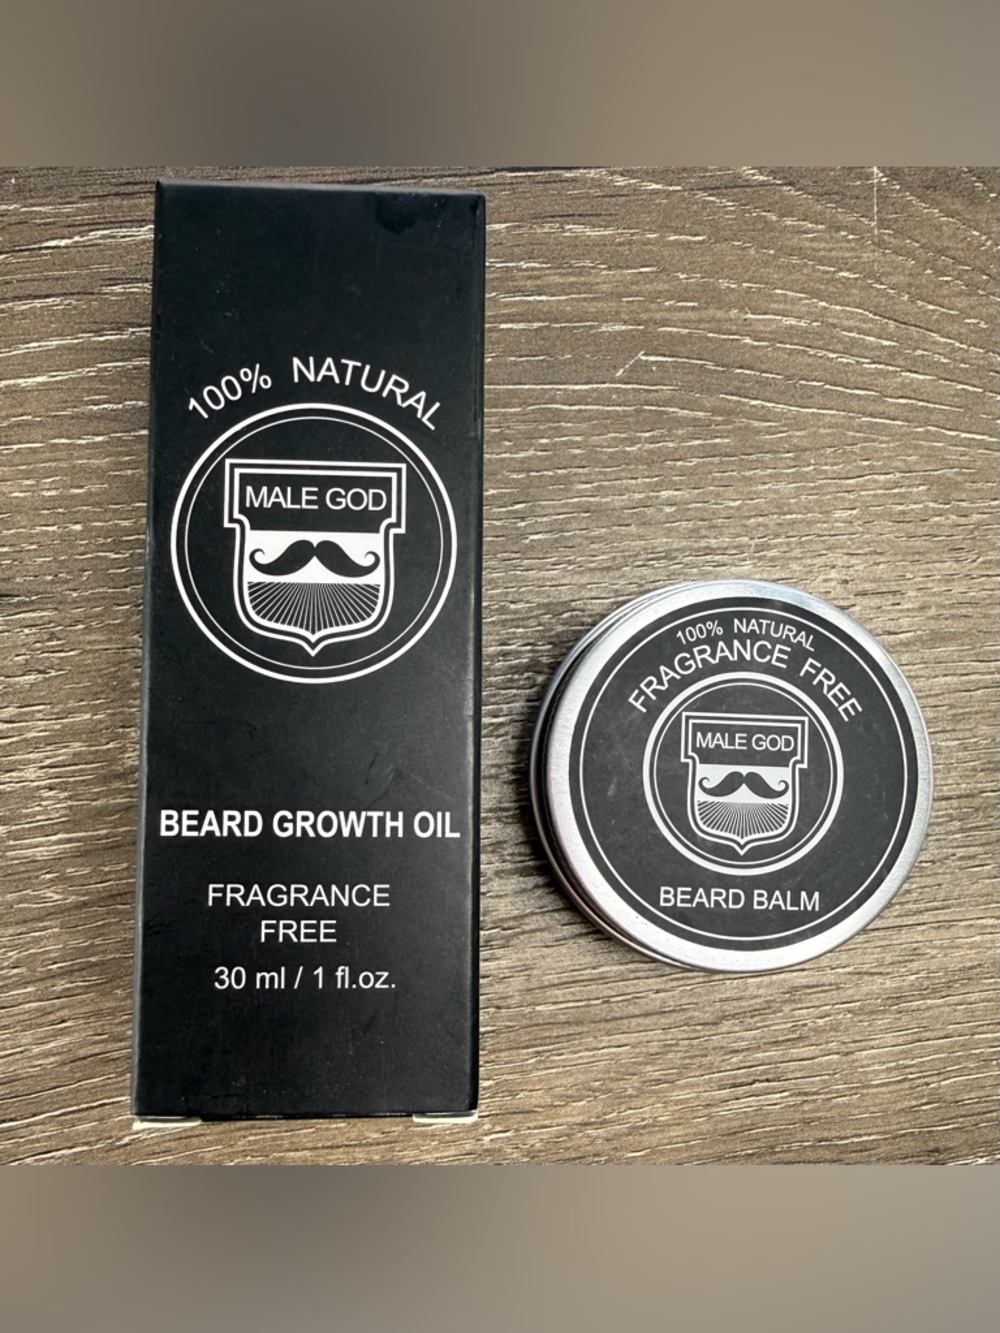 100% NATURAL
MALE GOD
BEARD GROWTH OIL
FRAGRANCE
FREE
30 ml / 1 fl.oz.
100% NATURAL
FRAGRANCE FREE
MALE GOD
BEARD BALM